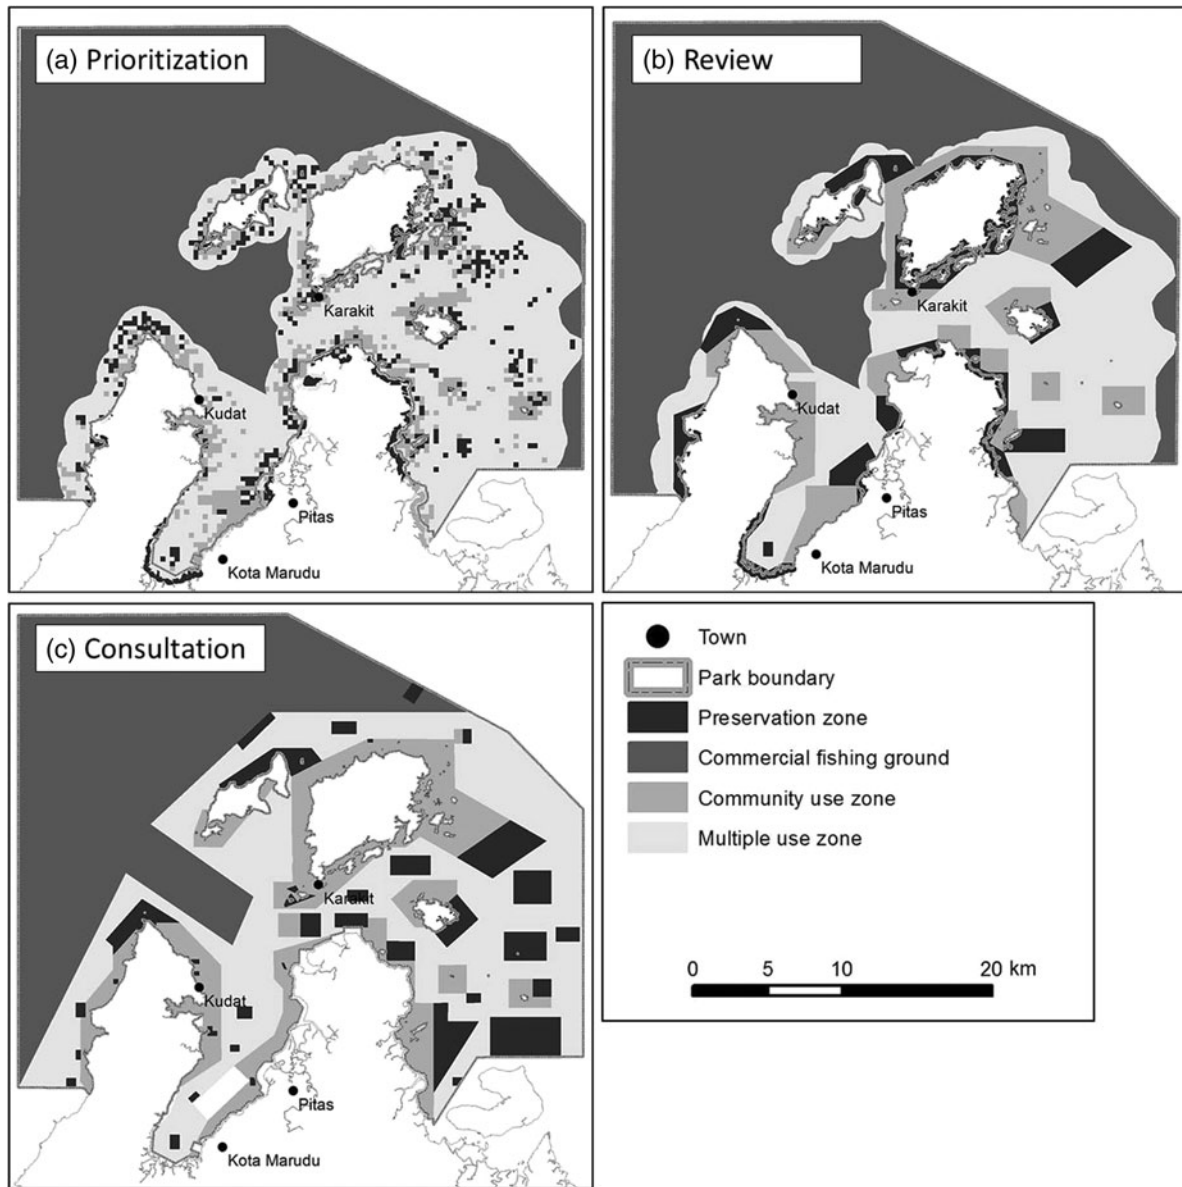 (a) Prioritization
Karakit
Kudat
Pitas
Kota Marudu
(b) Review
Karakit
Kudat
Pitas
Kota Marudu
(c) Consultation
Karakit
Kudat
Pitas
Kota Marudu
Town
Park boundary
Preservation zone
Commercial fishing ground
Community use zone
Multiple use zone
0 5 10 20 km